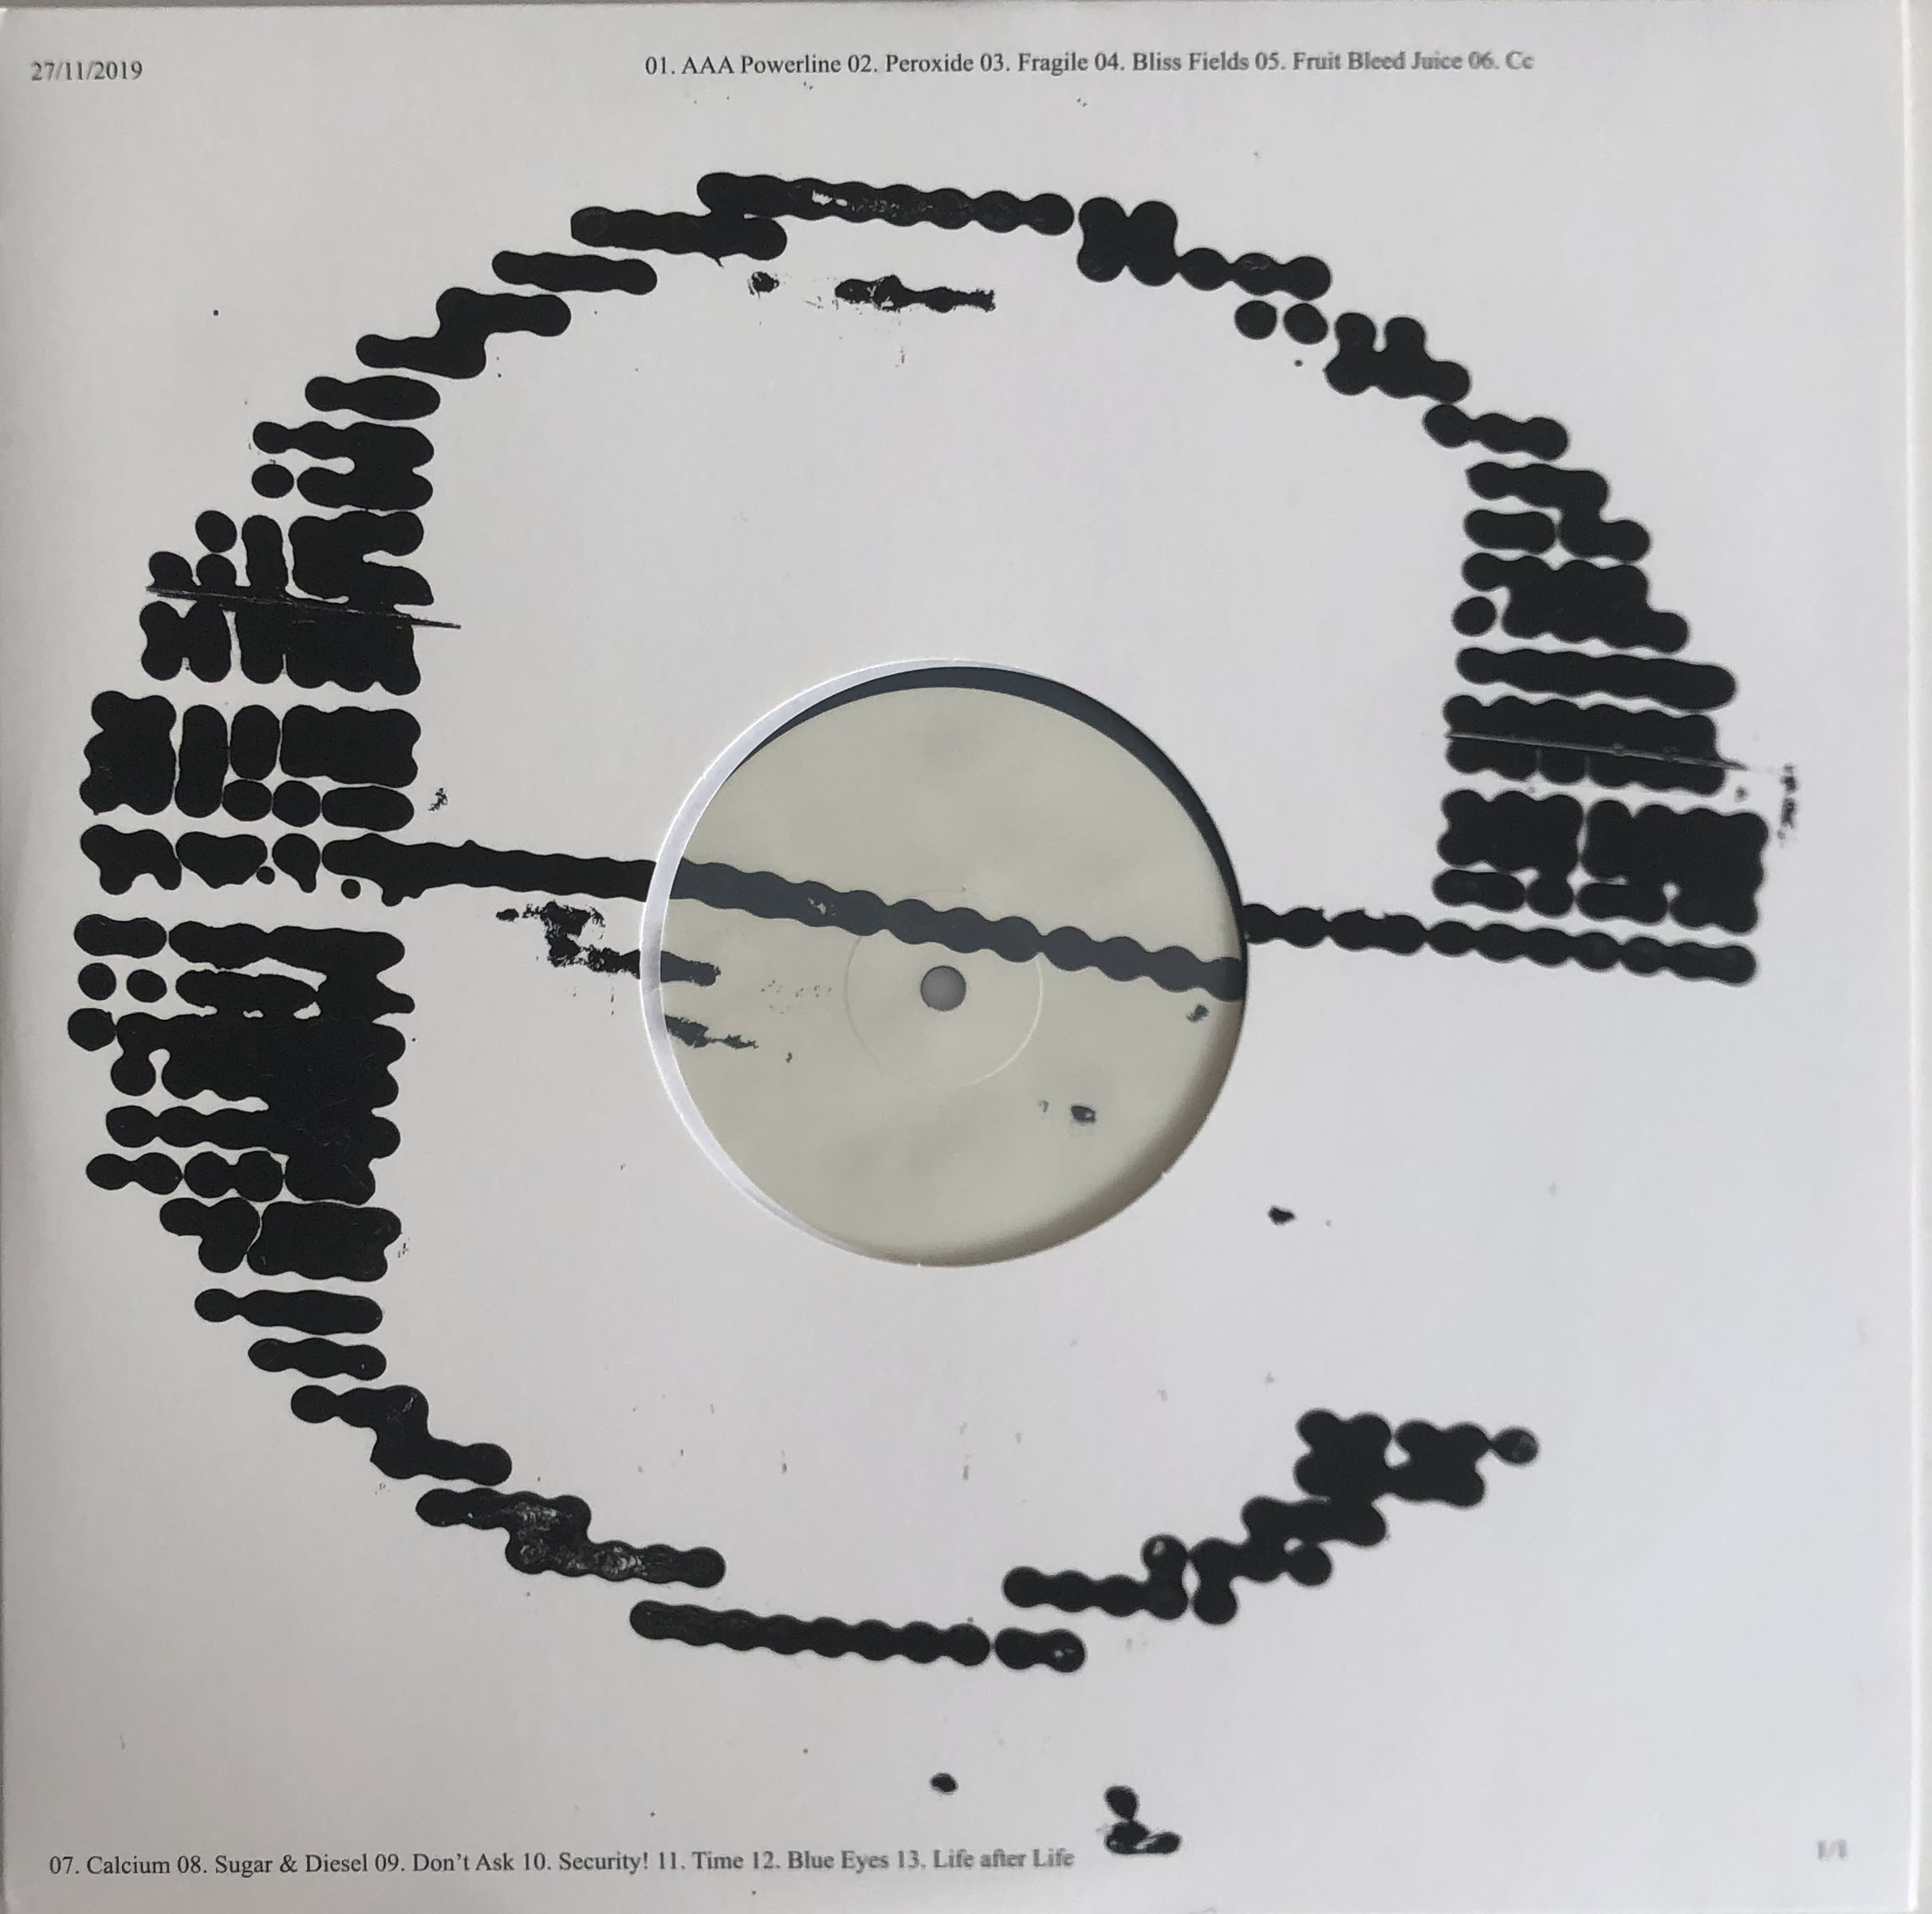 27/11/2019
01. AAA Powerline 02. Peroxide 03. Fragile 04. Bliss Fields 05. Fruit Bleed Juice 06. Cc
07. Calcium 08. Sugar & Diesel 09. Don’t Ask 10. Security! 11. Time 12. Blue Eyes 13. Life after Life